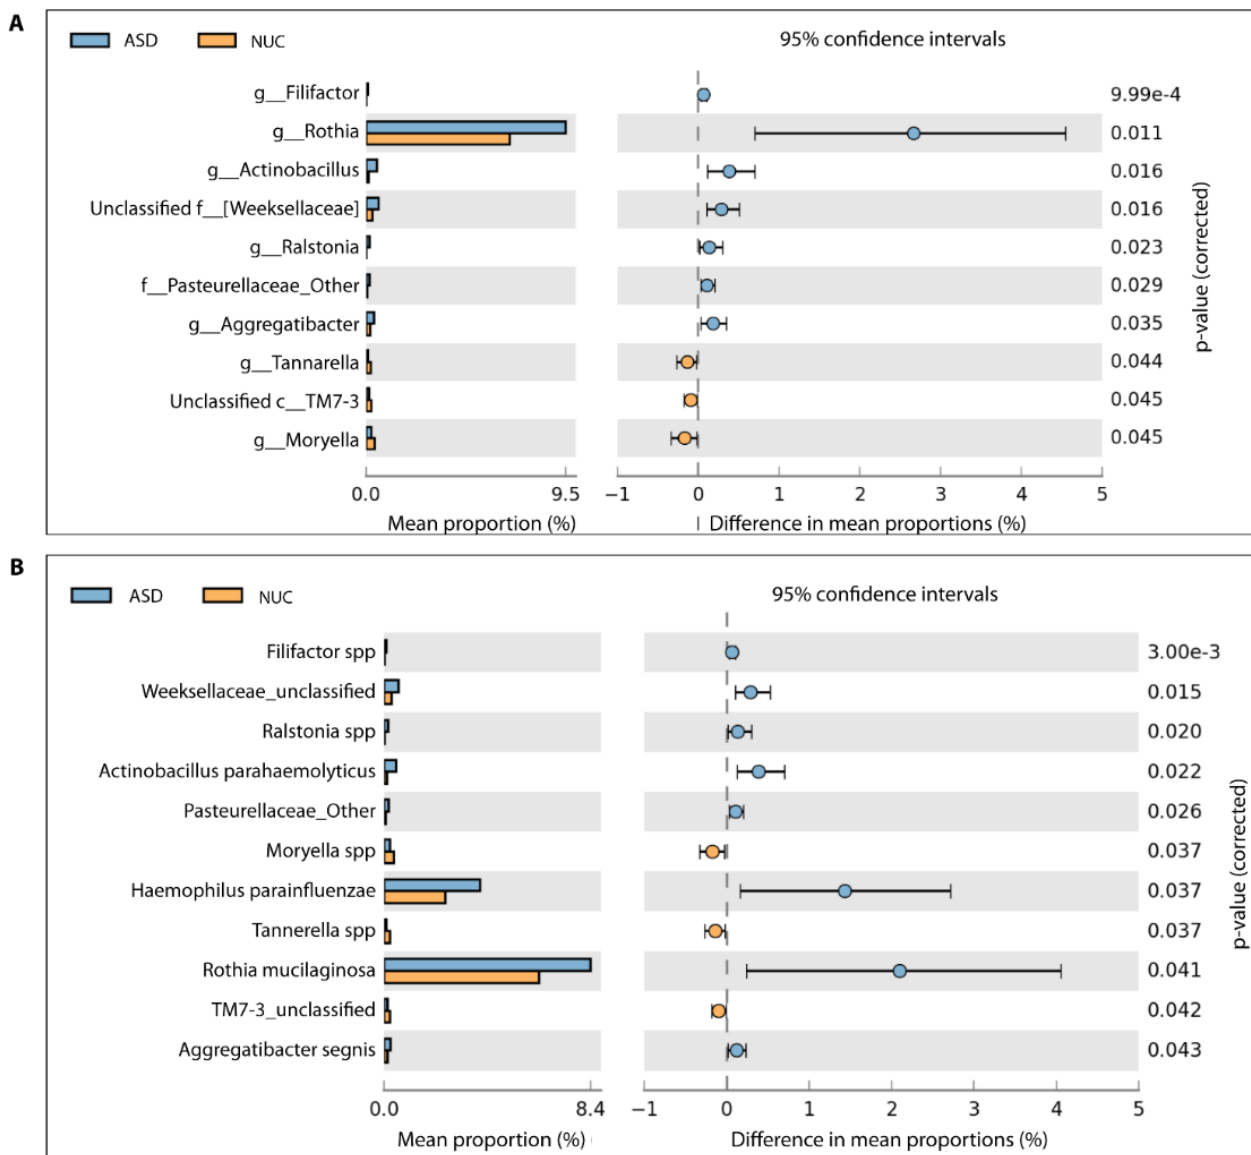 A
ASD NUC 95% confidence intervals
g__Filifactor 9.99e-4
g__Rothia 0.011
g__Actinobacillus 0.016
Unclassified f__[Weeksellaceae] 0.016
g__Ralstonia 0.023
f__Pasteurellaceae_Other 0.029
g__Aggregatibacter 0.035
g__Tannarella 0.044
Unclassified c__TM7-3 0.045
g__Moryella 0.045
p-value (corrected)
0.0 9.5 −1 0 1 2 3 4 5
Mean proportion (%) Difference in mean proportions (%)
B
ASD NUC 95% confidence intervals
Filifactor spp 3.00e-3
Weeksellaceae_unclassified 0.015
Ralstonia spp 0.020
Actinobacillus parahaemolyticus 0.022
Pasteurellaceae_Other 0.026
Moryella spp 0.037
Haemophilus parainfluenzae 0.037
Tannerella spp 0.037
Rothia mucilaginosa 0.041
TM7-3_unclassified 0.042
Aggregatibacter segnis 0.043
p-value (corrected)
0.0 8.4 −1 0 1 2 3 4 5
Mean proportion (%) Difference in mean proportions (%)